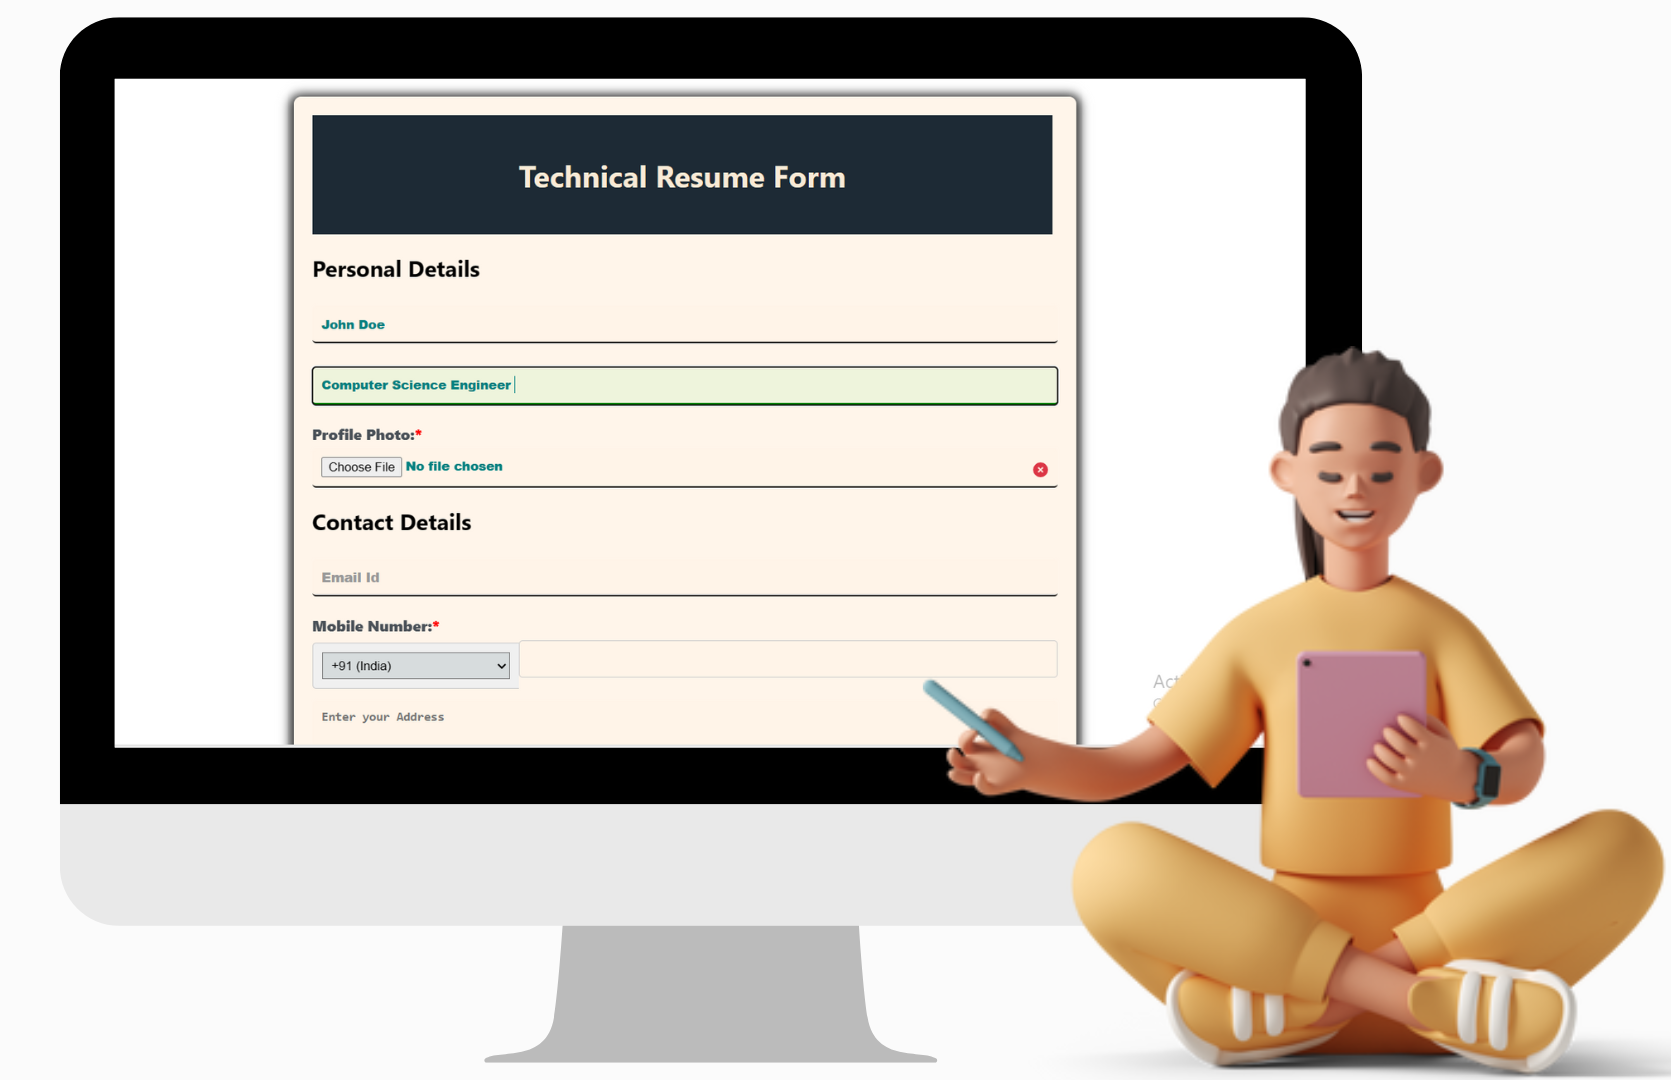 Technical Resume Form
Personal Details
John Doe
Computer Science Engineer
Profile Photo:*
Choose File No file chosen
Contact Details
Email Id
Mobile Number:*
+91 (India)
Enter your Address